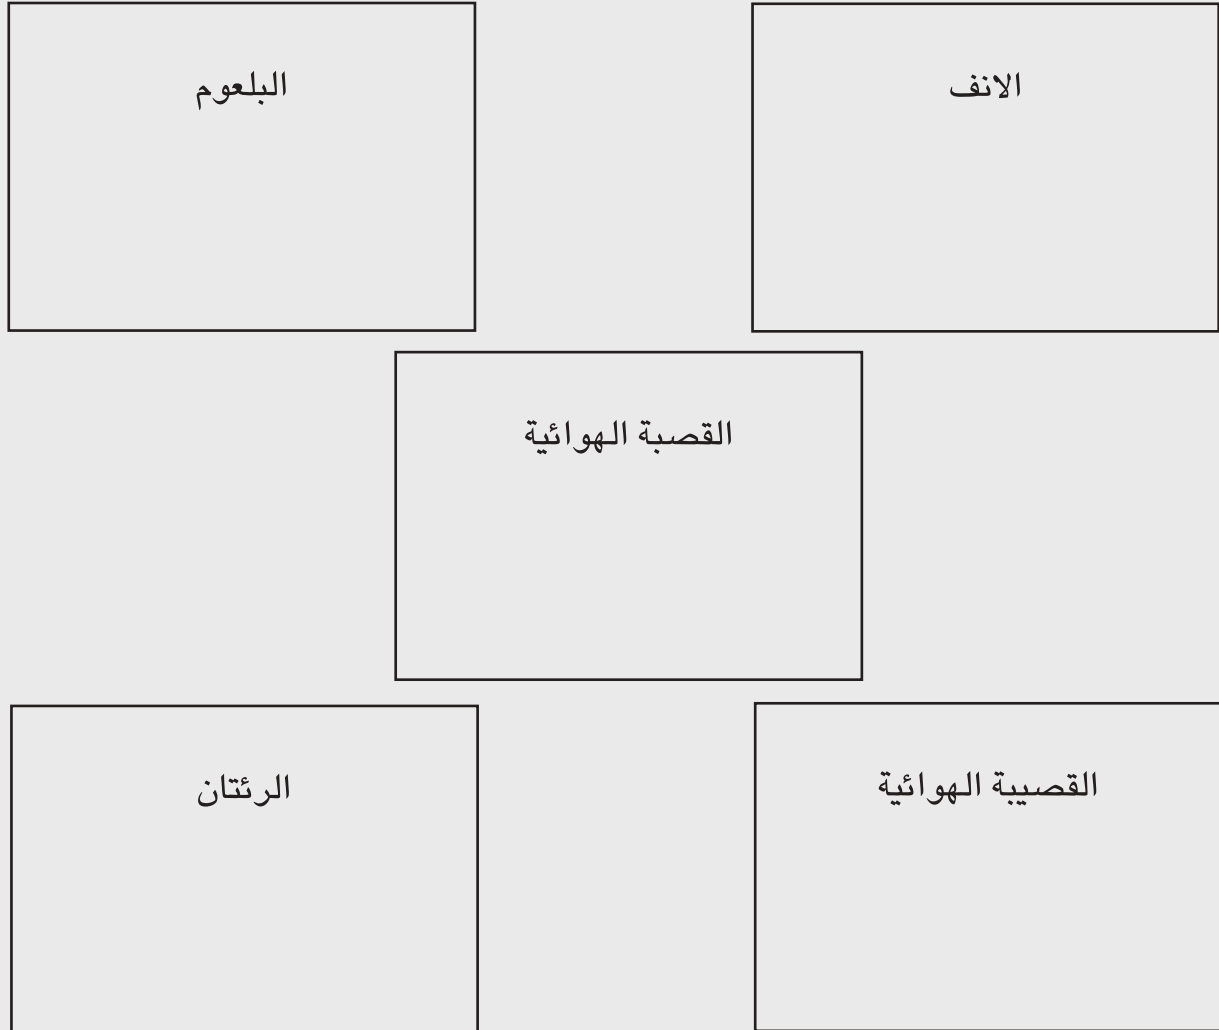 الانف
البلعوم
القصبة الهوائية
القصيبة الهوائية
الرئتان